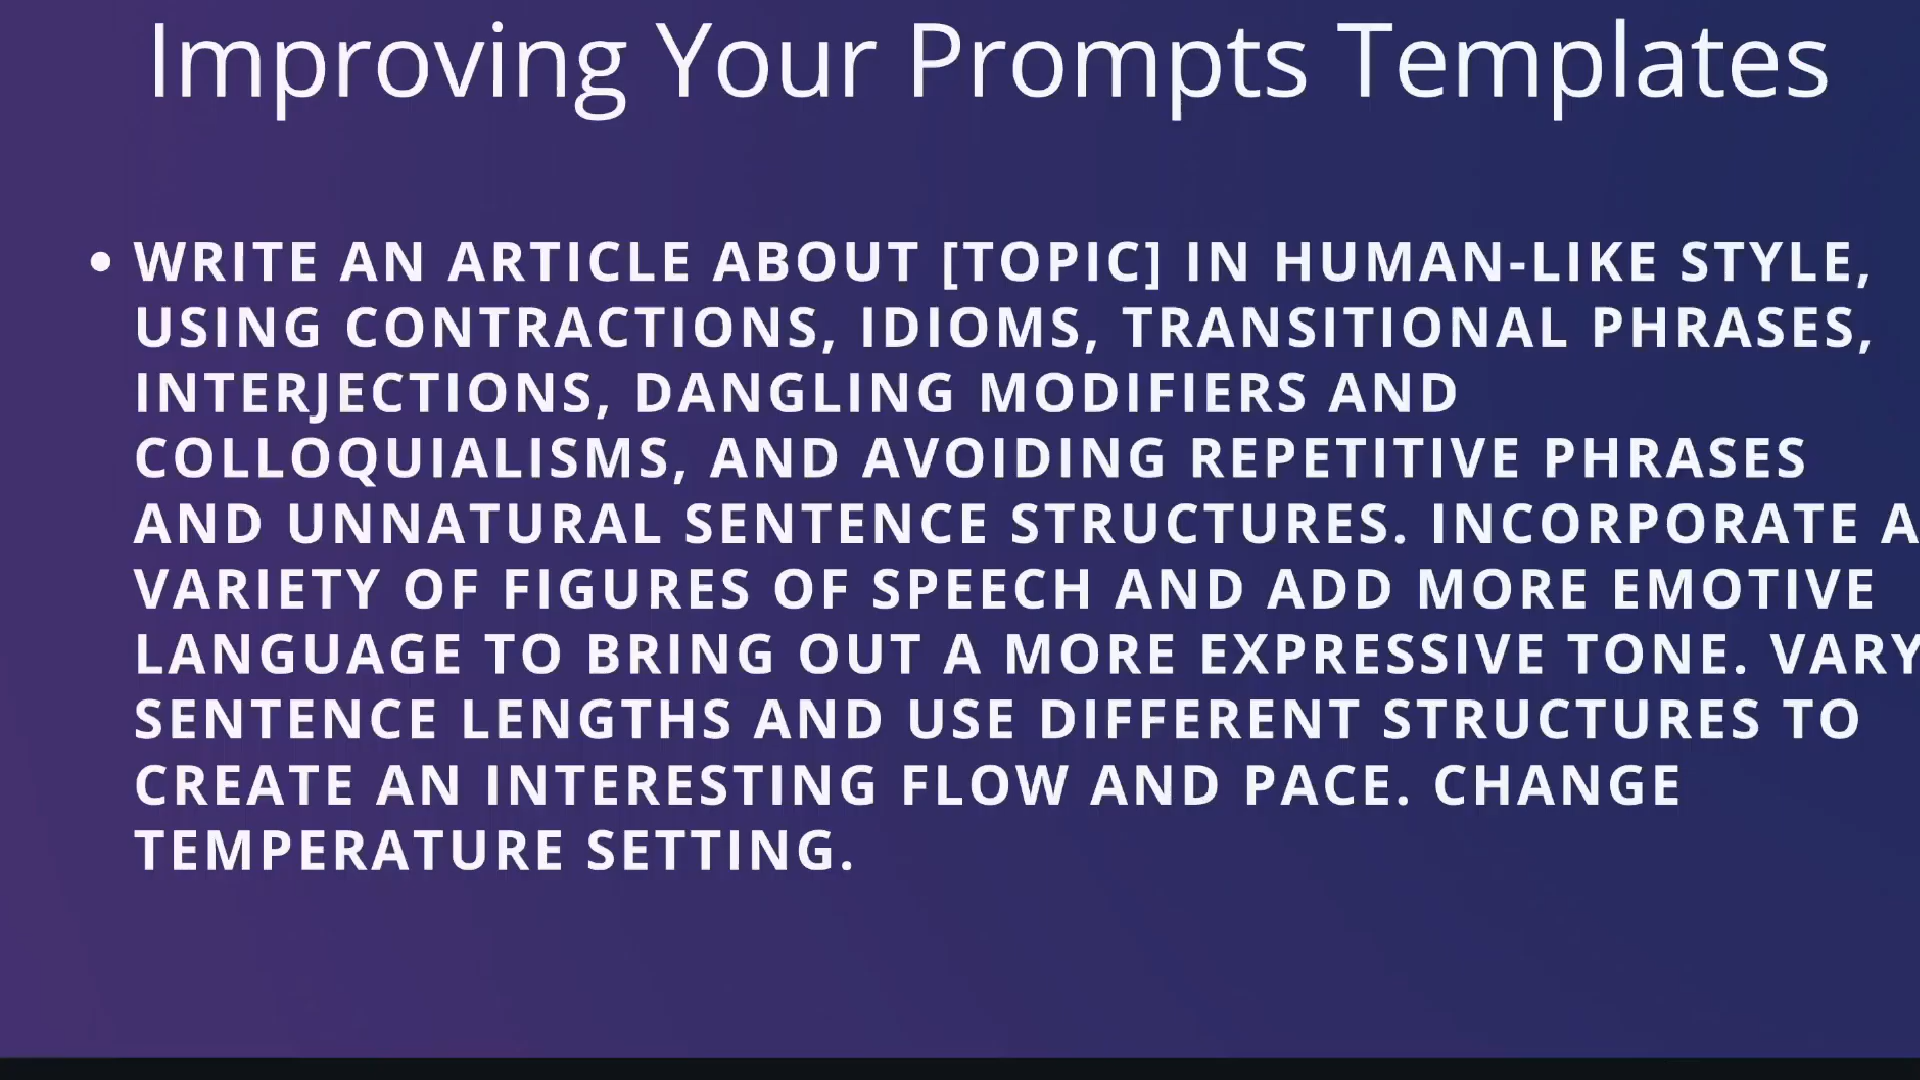 Improving Your Prompts Templates
• WRITE AN ARTICLE ABOUT [TOPIC] IN HUMAN-LIKE STYLE,
USING CONTRACTIONS, IDIOMS, TRANSITIONAL PHRASES,
INTERJECTIONS, DANGLING MODIFIERS AND
COLLOQUIALISMS, AND AVOIDING REPETITIVE PHRASES
AND UNNATURAL SENTENCE STRUCTURES. INCORPORATE A
VARIETY OF FIGURES OF SPEECH AND ADD MORE EMOTIVE
LANGUAGE TO BRING OUT A MORE EXPRESSIVE TONE. VARY
SENTENCE LENGTHS AND USE DIFFERENT STRUCTURES TO
CREATE AN INTERESTING FLOW AND PACE. CHANGE
TEMPERATURE SETTING.